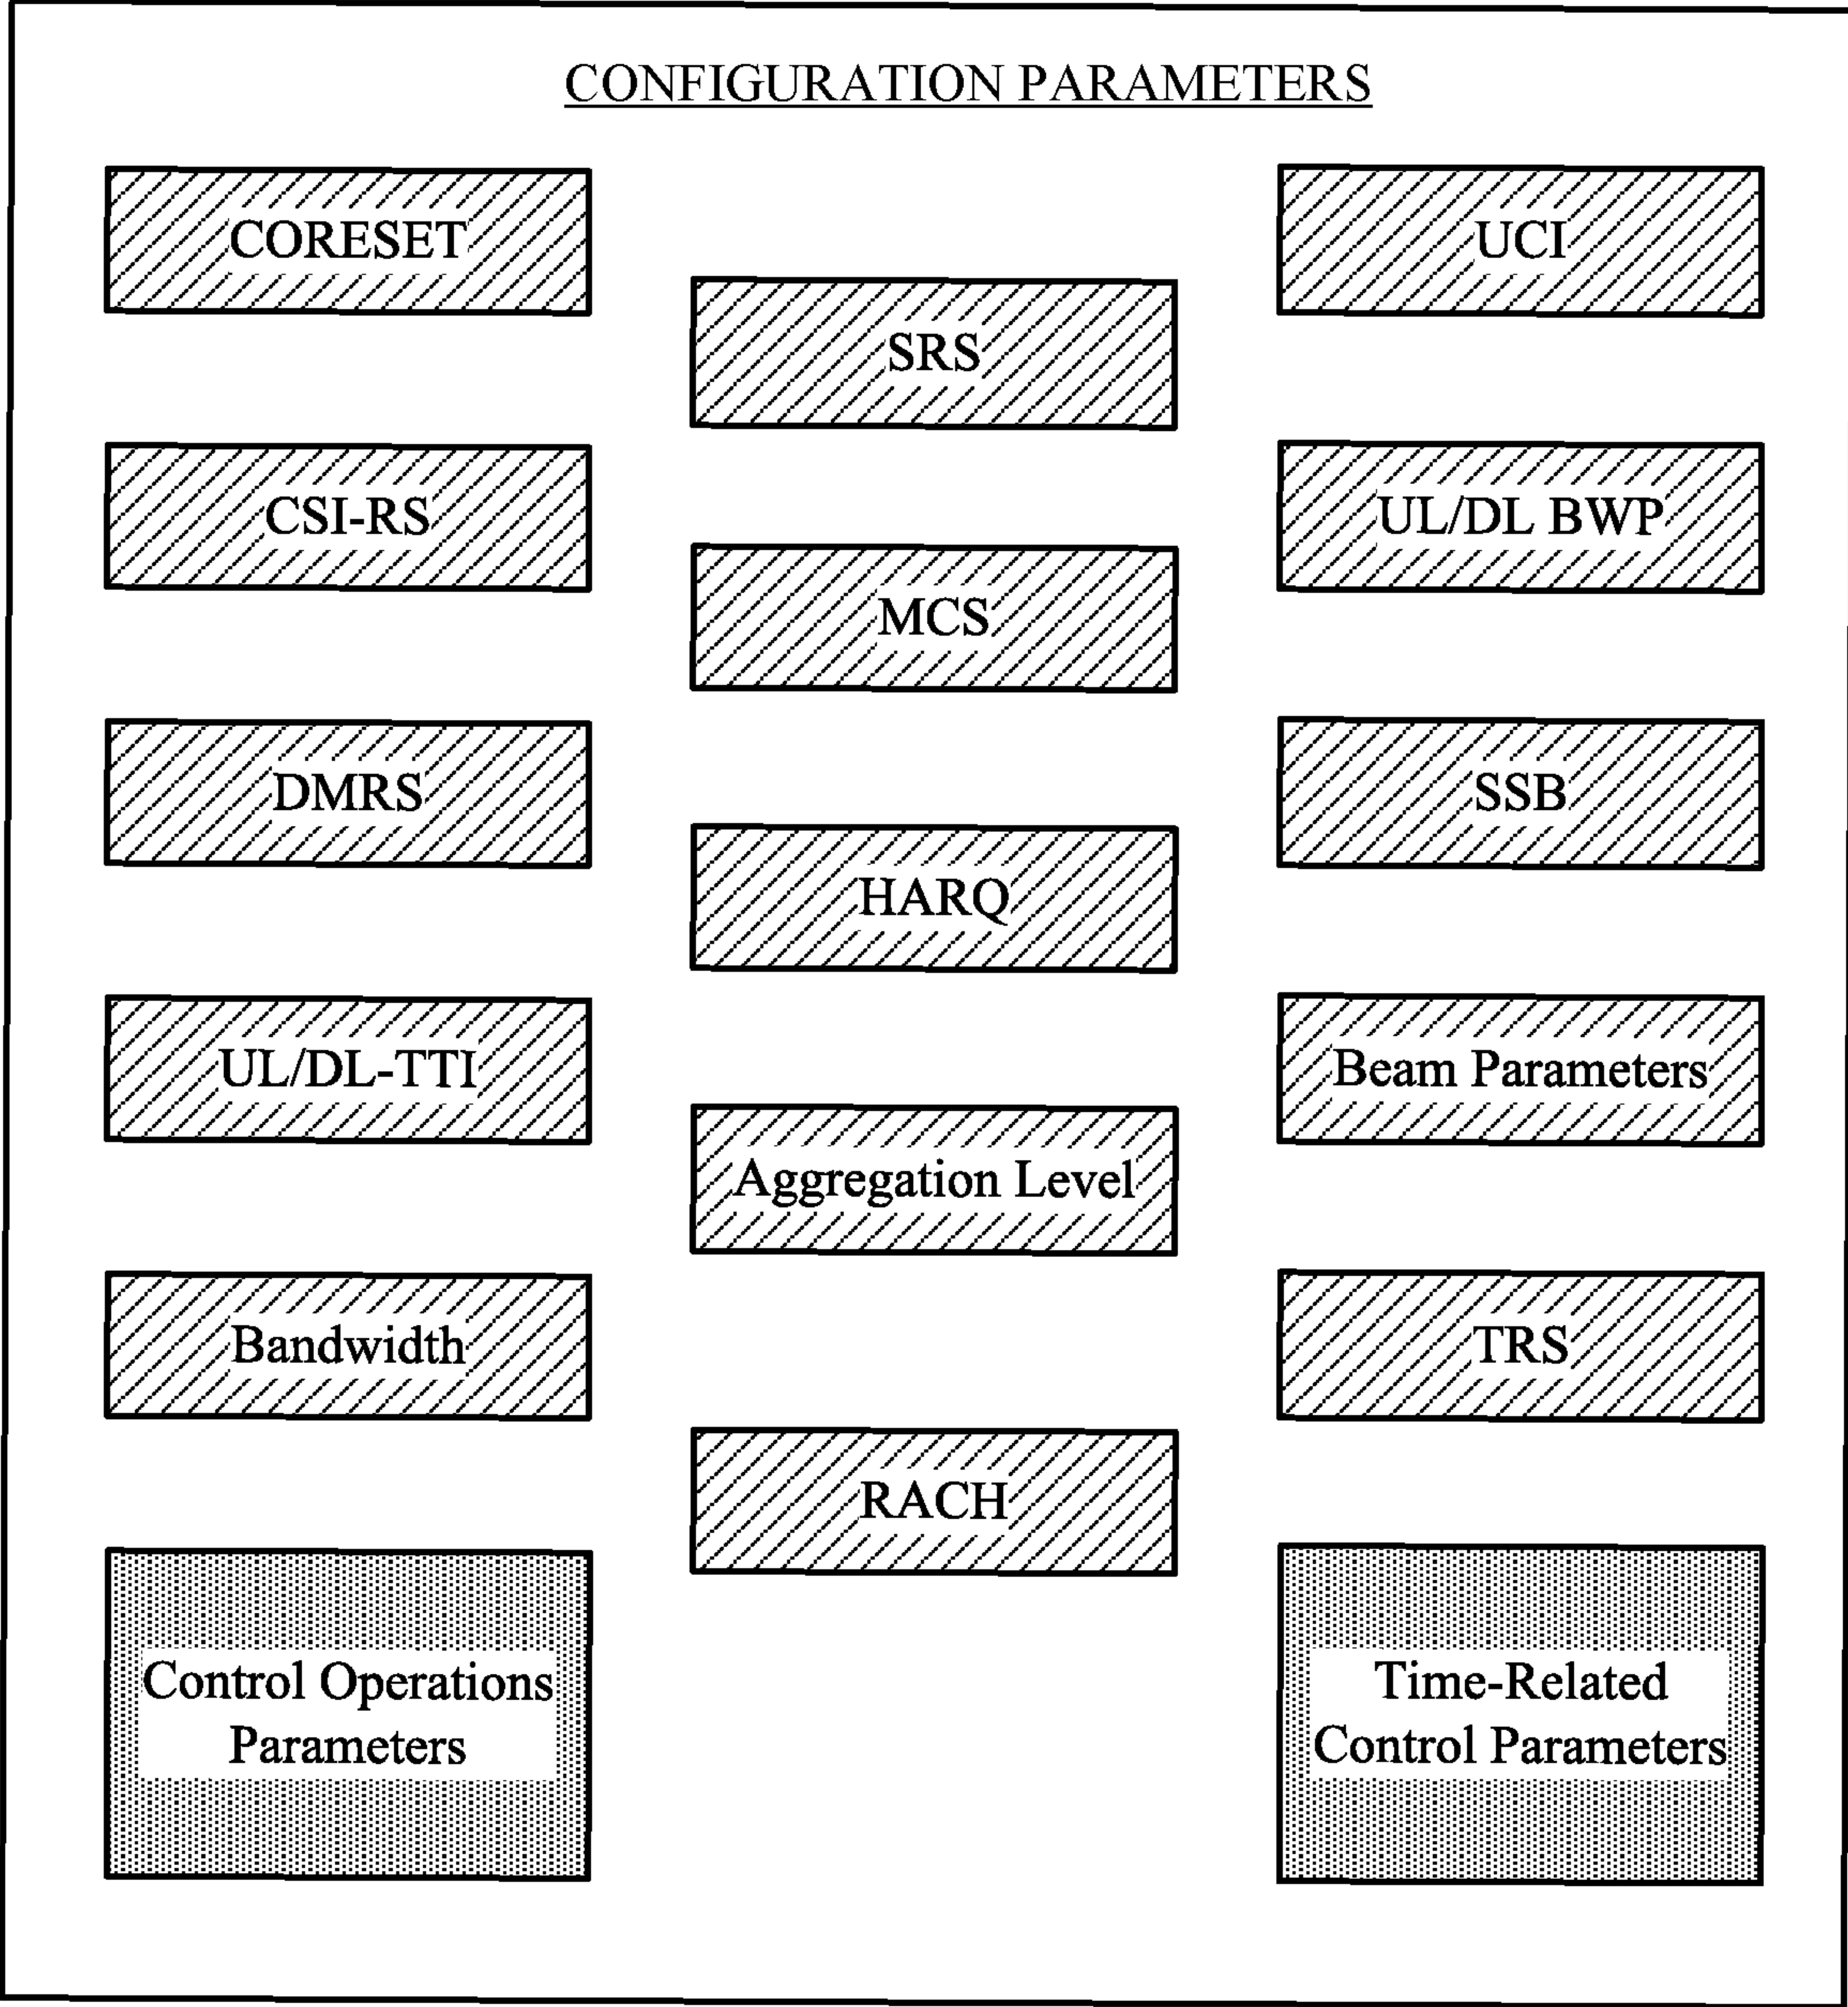 CONFIGURATION PARAMETERS
CORESET
UCI
SRS
CSI-RS
UL/DL BWP
MCS
DMRS
SSB
HARQ
UL/DL-TTI
Beam Parameters
Aggregation Level
Bandwidth
TRS
RACH
Control Operations
Parameters
Time-Related
Control Parameters